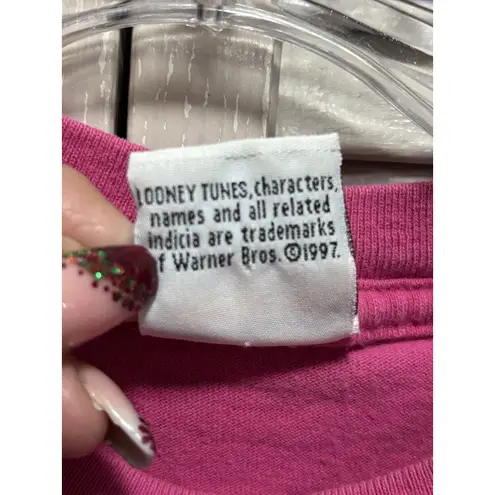 LOONEY TUNES, characters,
names and all related
indicia are trademarks
of Warner Bros. ©1997.